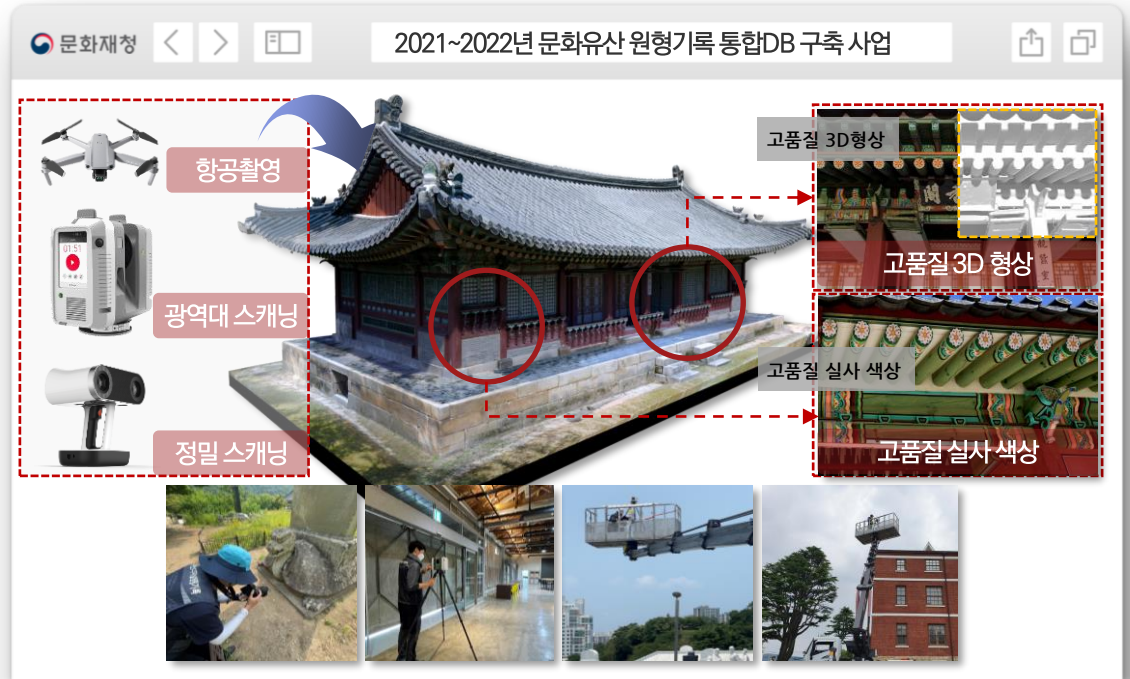 문화재청
2021~2022년 문화유산 원형기록 통합DB 구축 사업
항공촬영
01:51
광역대 스캐닝
정밀 스캐닝
고품질 3D형상
고품질 3D 형상
고품질 실사 색상
고품질 실사 색상